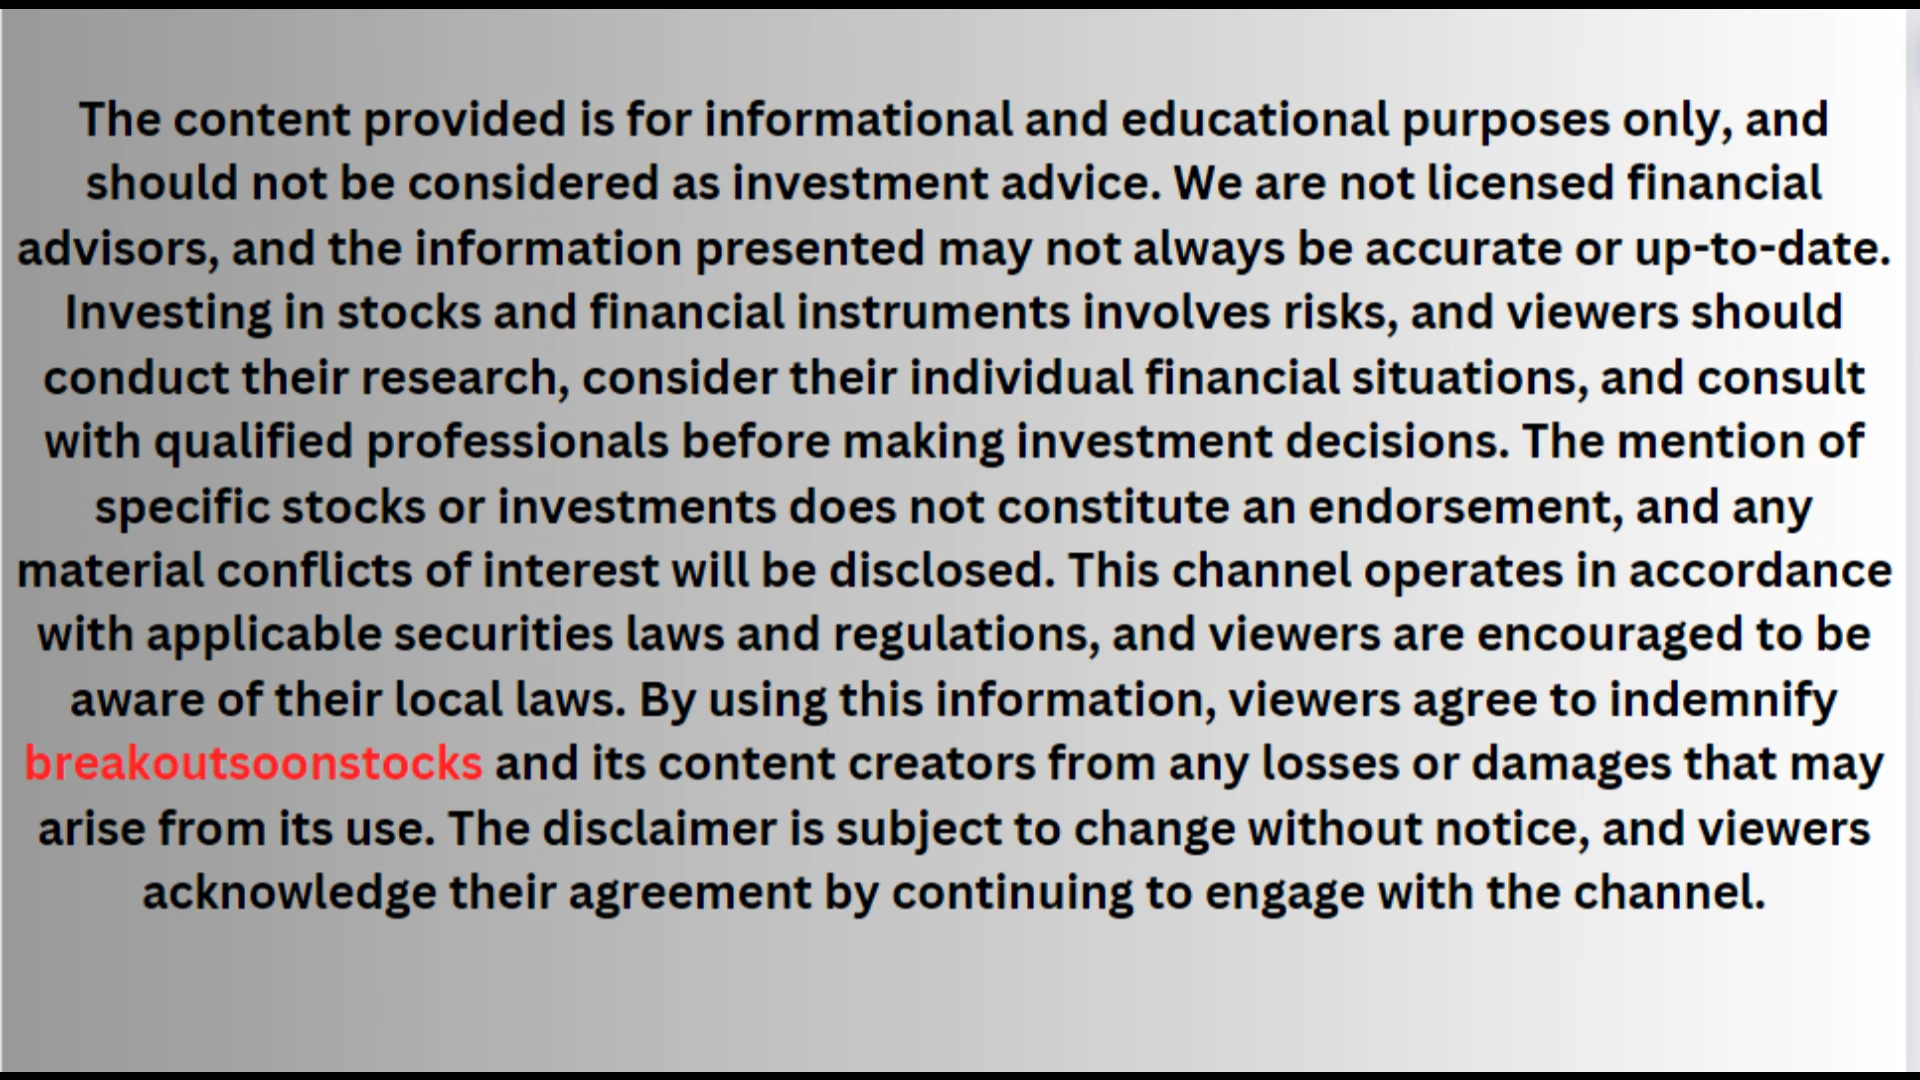 The content provided is for informational and educational purposes only, and
should not be considered as investment advice. We are not licensed financial
advisors, and the information presented may not always be accurate or up-to-date.
Investing in stocks and financial instruments involves risks, and viewers should
conduct their research, consider their individual financial situations, and consult
with qualified professionals before making investment decisions. The mention of
specific stocks or investments does not constitute an endorsement, and any
material conflicts of interest will be disclosed. This channel operates in accordance
with applicable securities laws and regulations, and viewers are encouraged to be
aware of their local laws. By using this information, viewers agree to indemnify
breakoutsoonstocks and its content creators from any losses or damages that may
arise from its use. The disclaimer is subject to change without notice, and viewers
acknowledge their agreement by continuing to engage with the channel.